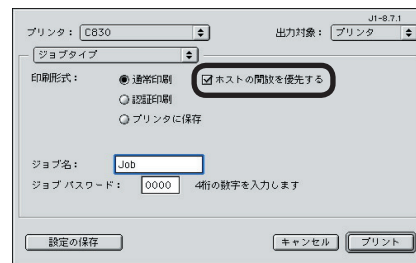 J1-8.7.1
プリンタ： C830 出力対象： プリンタ
ジョブタイプ
印刷形式： 通常印刷 ホストの開放を優先する
認証印刷
プリンタに保存
ジョブ名： Job
ジョブ パスワード： 0000 4桁の数字を入力します
設定の保存 キャンセル プリント